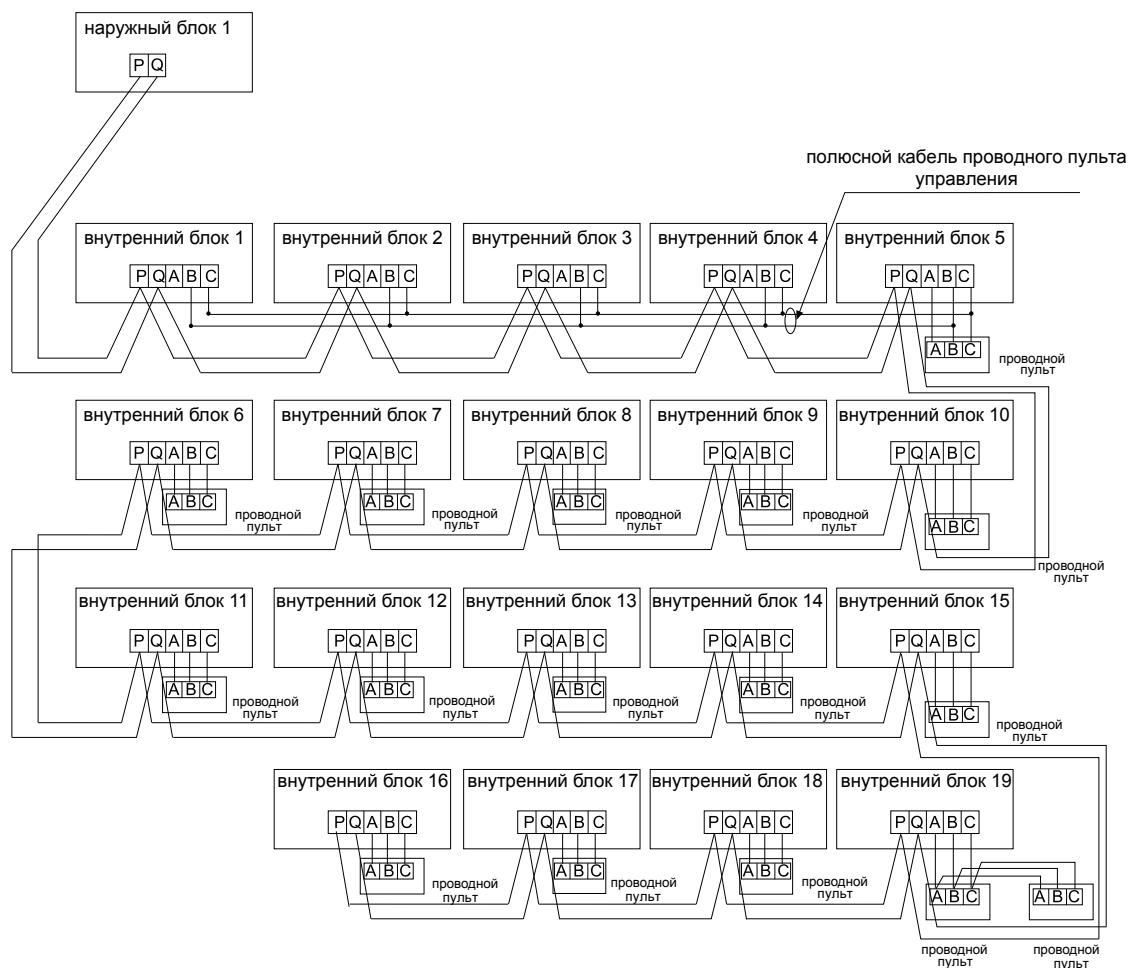 наружный блок 1
P Q
полюсной кабель проводного пульта
управления
внутренний блок 1
внутренний блок 2
внутренний блок 3
внутренний блок 4
внутренний блок 5
P Q A B C
P Q A B C
P Q A B C
P Q A B C
P Q A B C
A B C
проводной
пульт
внутренний блок 6
внутренний блок 7
внутренний блок 8
внутренний блок 9
внутренний блок 10
P Q A B C
P Q A B C
P Q A B C
P Q A B C
P Q A B C
A B C
A B C
A B C
A B C
A B C
проводной
пульт
проводной
пульт
проводной
пульт
проводной
пульт
проводной
пульт
внутренний блок 11
внутренний блок 12
внутренний блок 13
внутренний блок 14
внутренний блок 15
P Q A B C
P Q A B C
P Q A B C
P Q A B C
P Q A B C
A B C
A B C
A B C
A B C
A B C
проводной
пульт
проводной
пульт
проводной
пульт
проводной
пульт
проводной
пульт
внутренний блок 16
внутренний блок 17
внутренний блок 18
внутренний блок 19
P Q A B C
P Q A B C
P Q A B C
P Q A B C
A B C
A B C
A B C
A B C
A B C
проводной
пульт
проводной
пульт
проводной
пульт
проводной
пульт
проводной
пульт